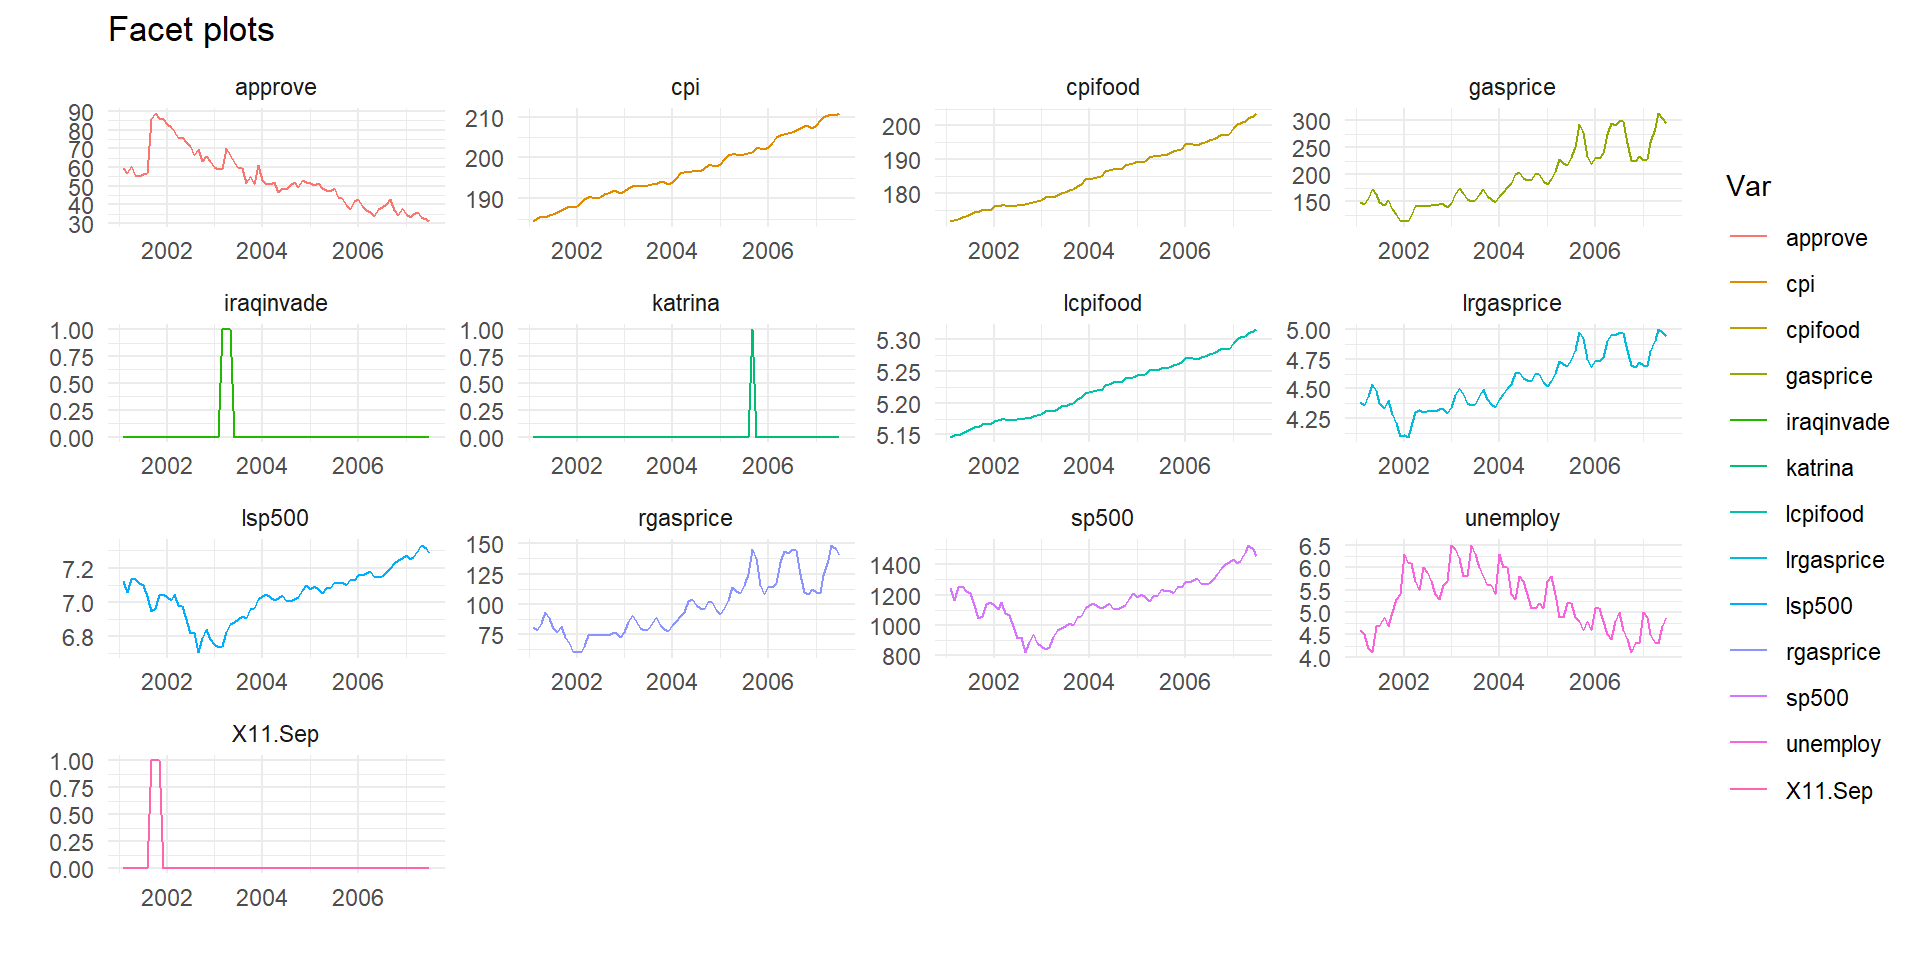 Facet plots
approve cpi cpifood gasprice
90 80 70 60 50 40 30
210 200 190
200 190 180
300 250 200 150
2002 2004 2006 2002 2004 2006 2002 2004 2006 2002 2004 2006
iraqinvade katrina lcpifood lrgasprice
1.00 0.75 0.50 0.25 0.00
1.00 0.75 0.50 0.25 0.00
5.30 5.25 5.20 5.15
5.00 4.75 4.50 4.25
2002 2004 2006 2002 2004 2006 2002 2004 2006 2002 2004 2006
lsp500 rgasprice sp500 unemploy
7.2 7.0 6.8
150 125 100 75
1400 1200 1000 800
6.5 6.0 5.5 5.0 4.5 4.0
2002 2004 2006 2002 2004 2006 2002 2004 2006 2002 2004 2006
X11.Sep
1.00 0.75 0.50 0.25 0.00
2002 2004 2006
Var
approve
cpi
cpifood
gasprice
iraqinvade
katrina
lcpifood
lrgasprice
lsp500
rgasprice
sp500
unemploy
X11.Sep